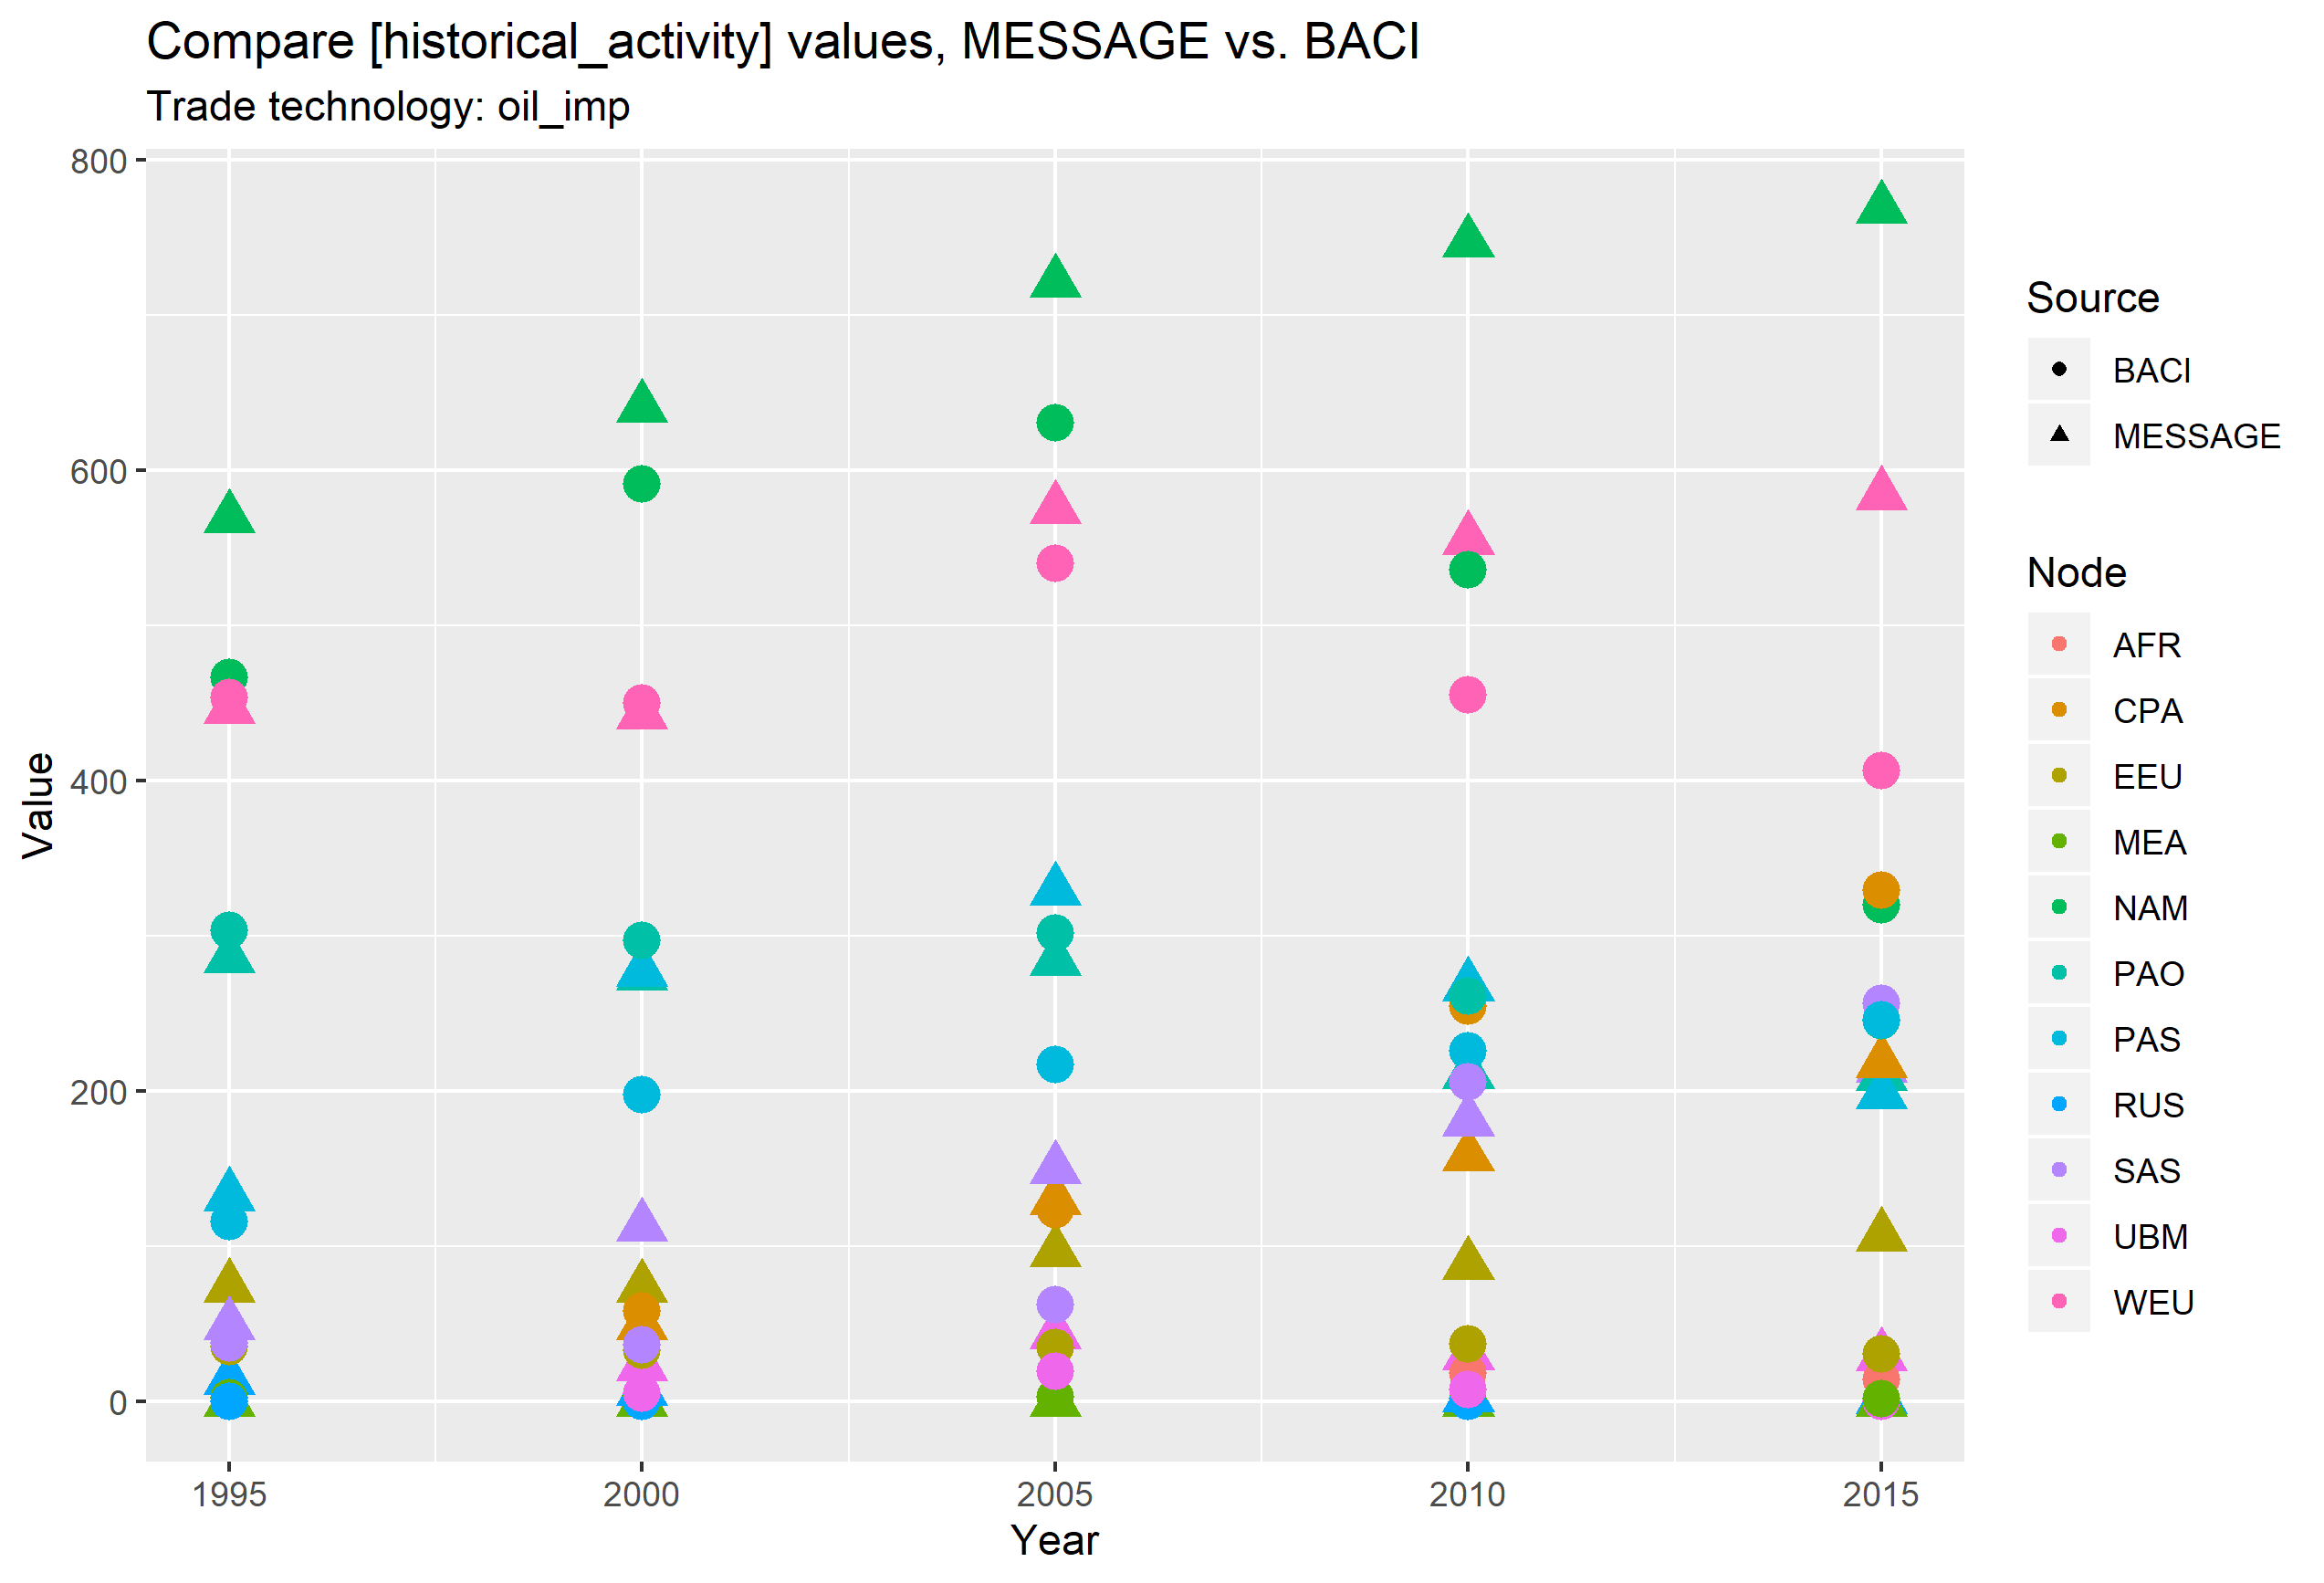 Compare [historical_activity] values, MESSAGE vs. BACI
Trade technology: oil_imp
800
600
400
200
0
Value
1995
2000
2005
2010
2015
Year
Source
BACI
MESSAGE
Node
AFR
CPA
EEU
MEA
NAM
PAO
PAS
RUS
SAS
UBM
WEU